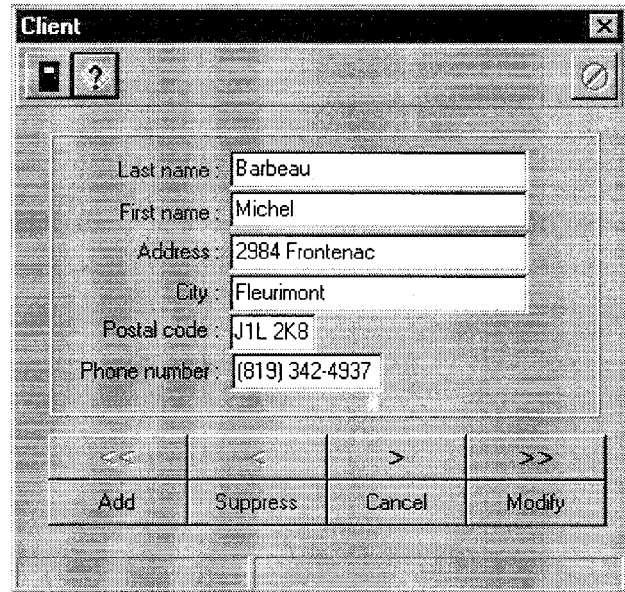 Client
?
Last name : Barbeau
First name : Michel
Address : 2984 Frontenac
City : Fleurimont
Postal code : J1L 2K8
Phone number : (819) 342-4937
<< < > >>
Add Suppress Cancel Modify